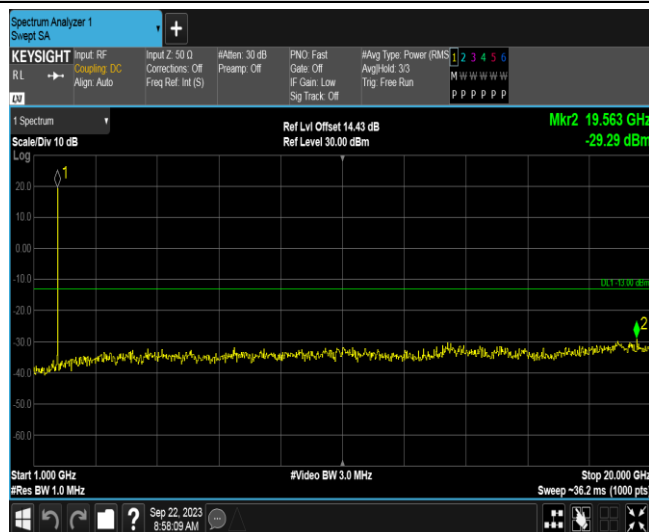 Spectrum Analyzer 1
Swept SA
+
KEYSIGHT
RL
LXI
Input: RF
Coupling: DC
Align: Auto
Input Z: 50 Ω
Corrections: Off
Freq Ref: Int (S)
#Atten: 30 dB
Preamp: Off
PNO: Fast
Gate: Off
IF Gain: Low
Sig Track: Off
#Avg Type: Power (RMS
Avg|Hold: 3/3
Trig: Free Run
1 2 3 4 5 6
M W W W W W
P P P P P P
1 Spectrum
Scale/Div 10 dB
Log
Ref Lvl Offset 14.43 dB
Ref Level 30.00 dBm
Mkr2 19.563 GHz
-29.29 dBm
1
20.0
10.0
0.00
-10.0
DL1 -13.00 dBm
-20.0
2
-30.0
-40.0
-50.0
-60.0
Start 1.000 GHz
#Res BW 1.0 MHz
#Video BW 3.0 MHz
Stop 20.000 GHz
Sweep ~36.2 ms (1000 pts)
?
Sep 22, 2023
8:58:09 AM